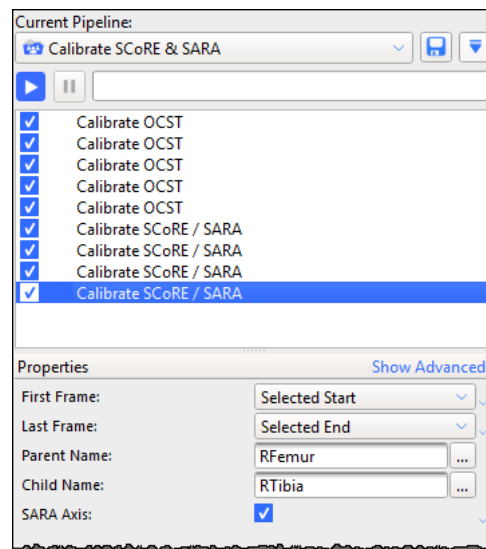 Current Pipeline:
Calibrate SCoRE & SARA
Calibrate OCST
Calibrate OCST
Calibrate OCST
Calibrate OCST
Calibrate OCST
Calibrate SCoRE / SARA
Calibrate SCoRE / SARA
Calibrate SCoRE / SARA
Calibrate SCoRE / SARA
Properties Show Advanced
First Frame: Selected Start
Last Frame: Selected End
Parent Name: RFemur ...
Child Name: RTibia ...
SARA Axis: